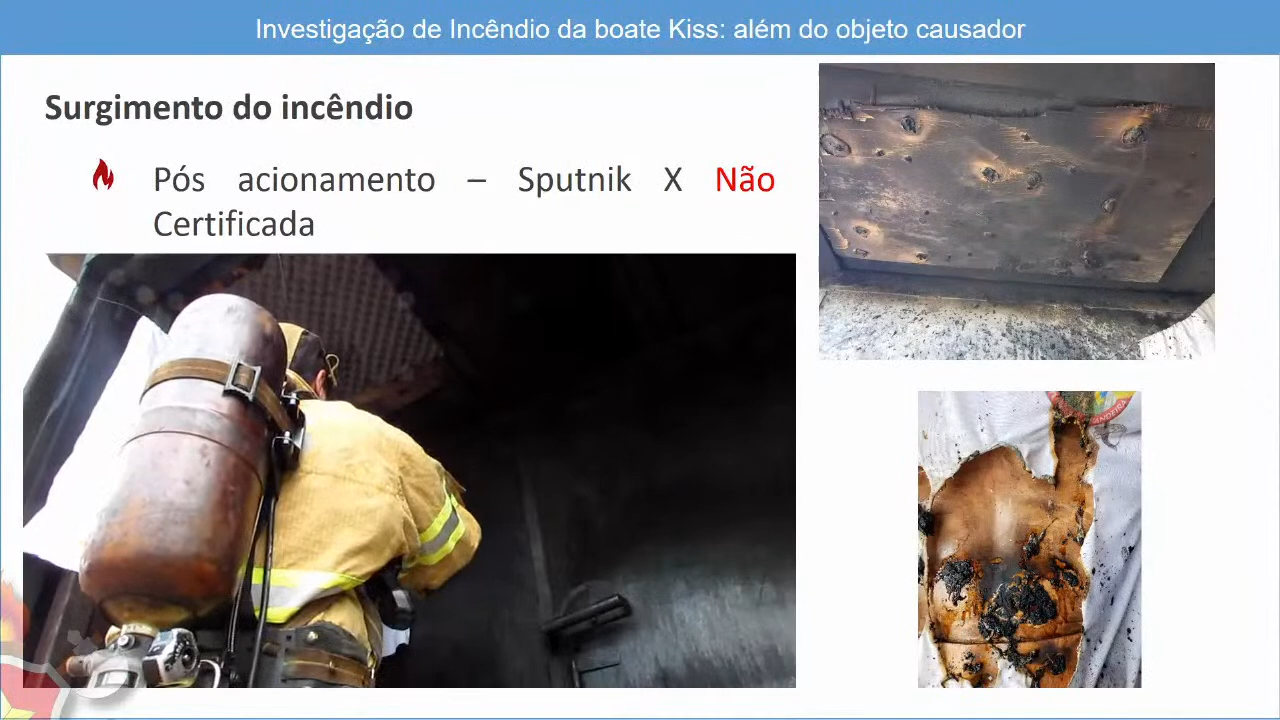 Investigação de Incêndio da boate Kiss: além do objeto causador
Surgimento do incêndio
Pós acionamento – Sputnik X Não
Certificada